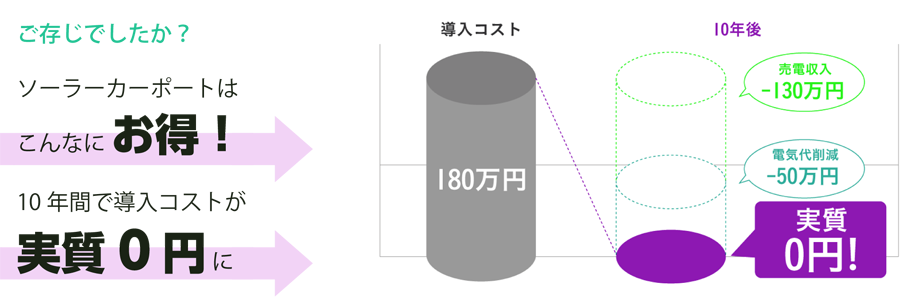 ご存じでしたか？
ソーラーカーポートは
こんなに お得！
10年間で導入コストが
実質0円に
導入コスト
180万円
10年後
売電収入
-130万円
電気代削減
-50万円
実質
0円!